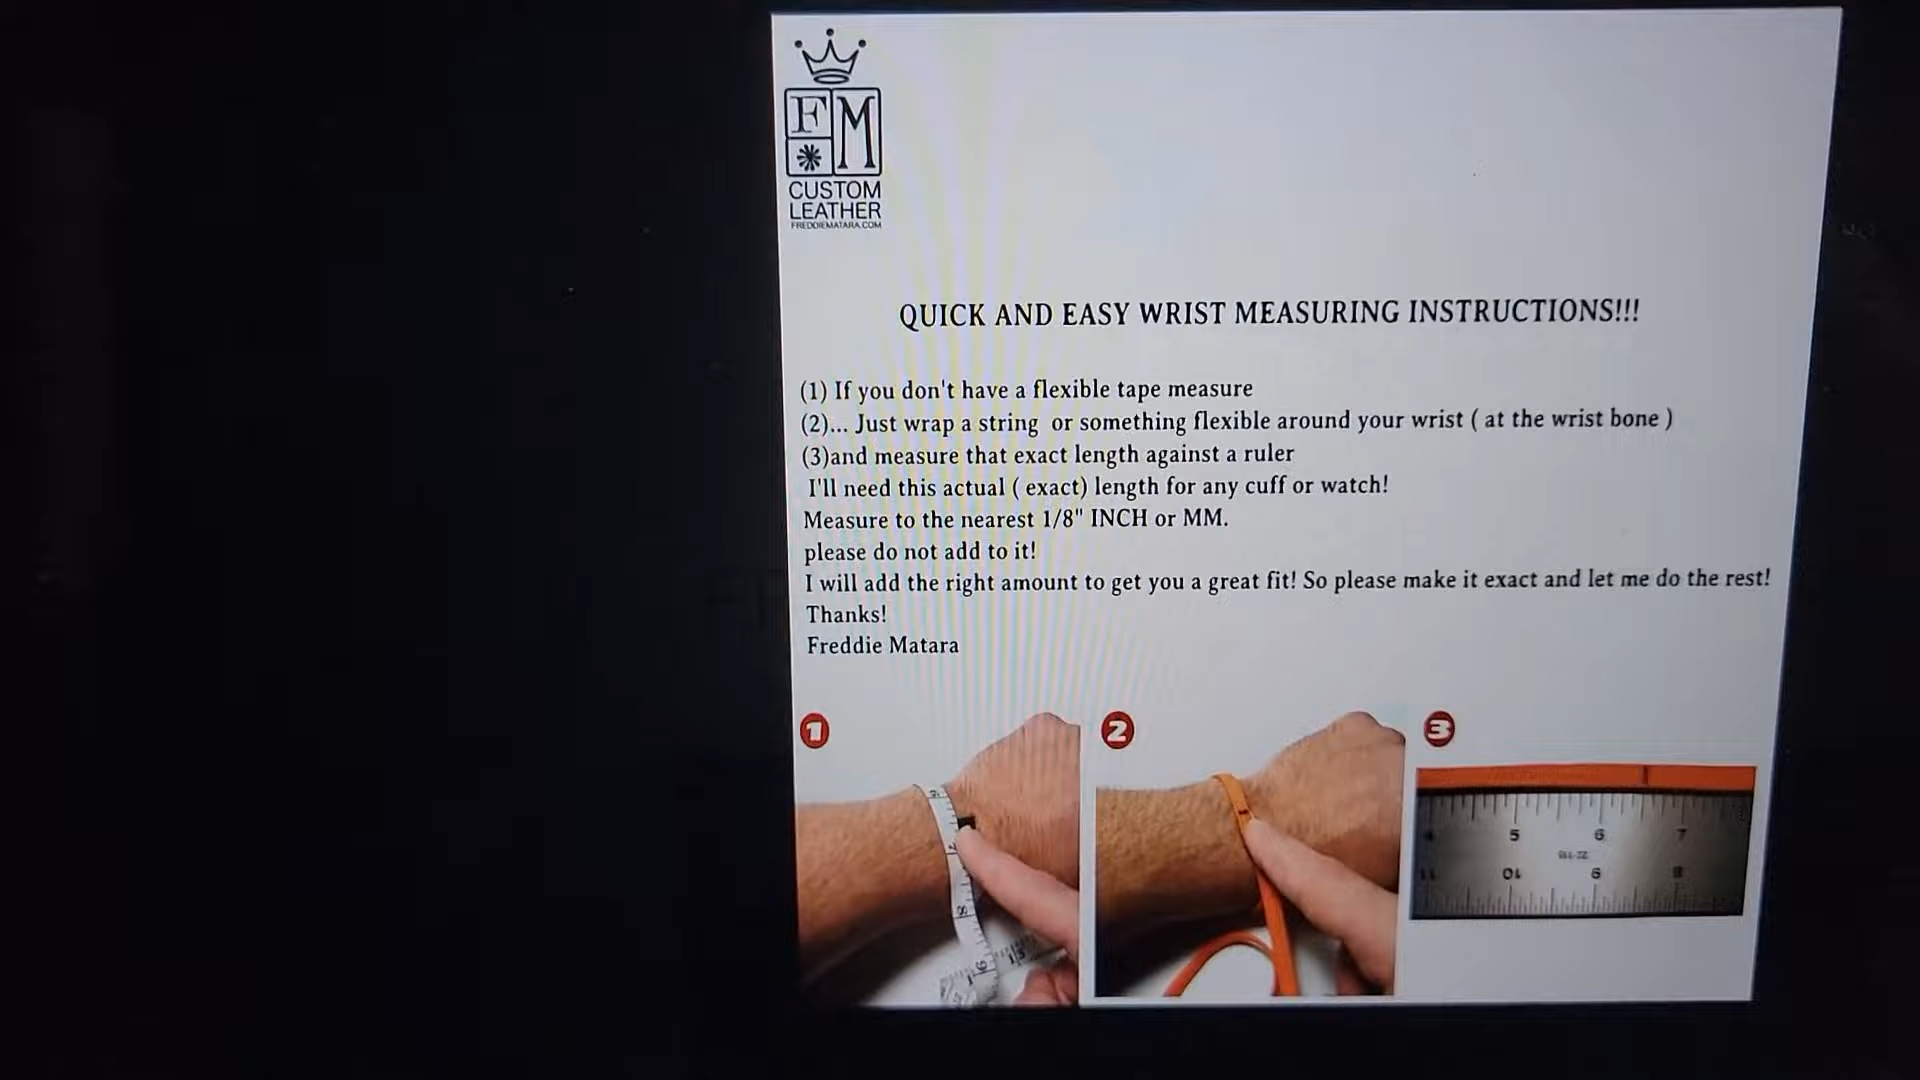 F M
CUSTOM
LEATHER
FREDDIEMATARA.COM
QUICK AND EASY WRIST MEASURING INSTRUCTIONS!!!
(1) If you don't have a flexible tape measure
(2)... Just wrap a string or something flexible around your wrist ( at the wrist bone )
(3)and measure that exact length against a ruler
I'll need this actual ( exact) length for any cuff or watch!
Measure to the nearest 1/8" INCH or MM.
please do not add to it!
I will add the right amount to get you a great fit! So please make it exact and let me do the rest!
Thanks!
Freddie Matara
1 2 3
5 6 7
10 9 8